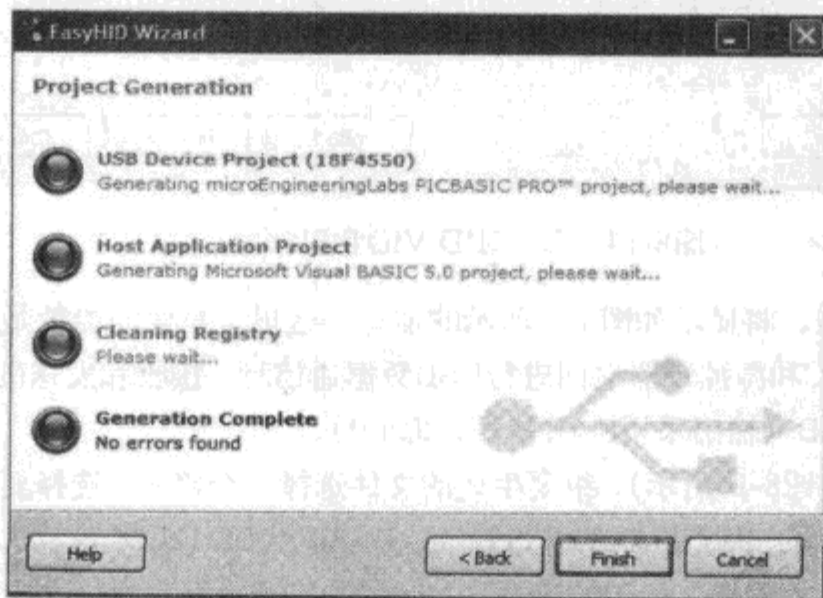 EasyHID Wizard
Project Generation
USB Device Project (18F4550)
Generating microEngineeringLabs PICBASIC PRO™ project, please wait...
Host Application Project
Generating Microsoft Visual BASIC 5.0 project, please wait...
Cleaning Registry
Please wait...
Generation Complete
No errors found
Help
< Back
Finish
Cancel